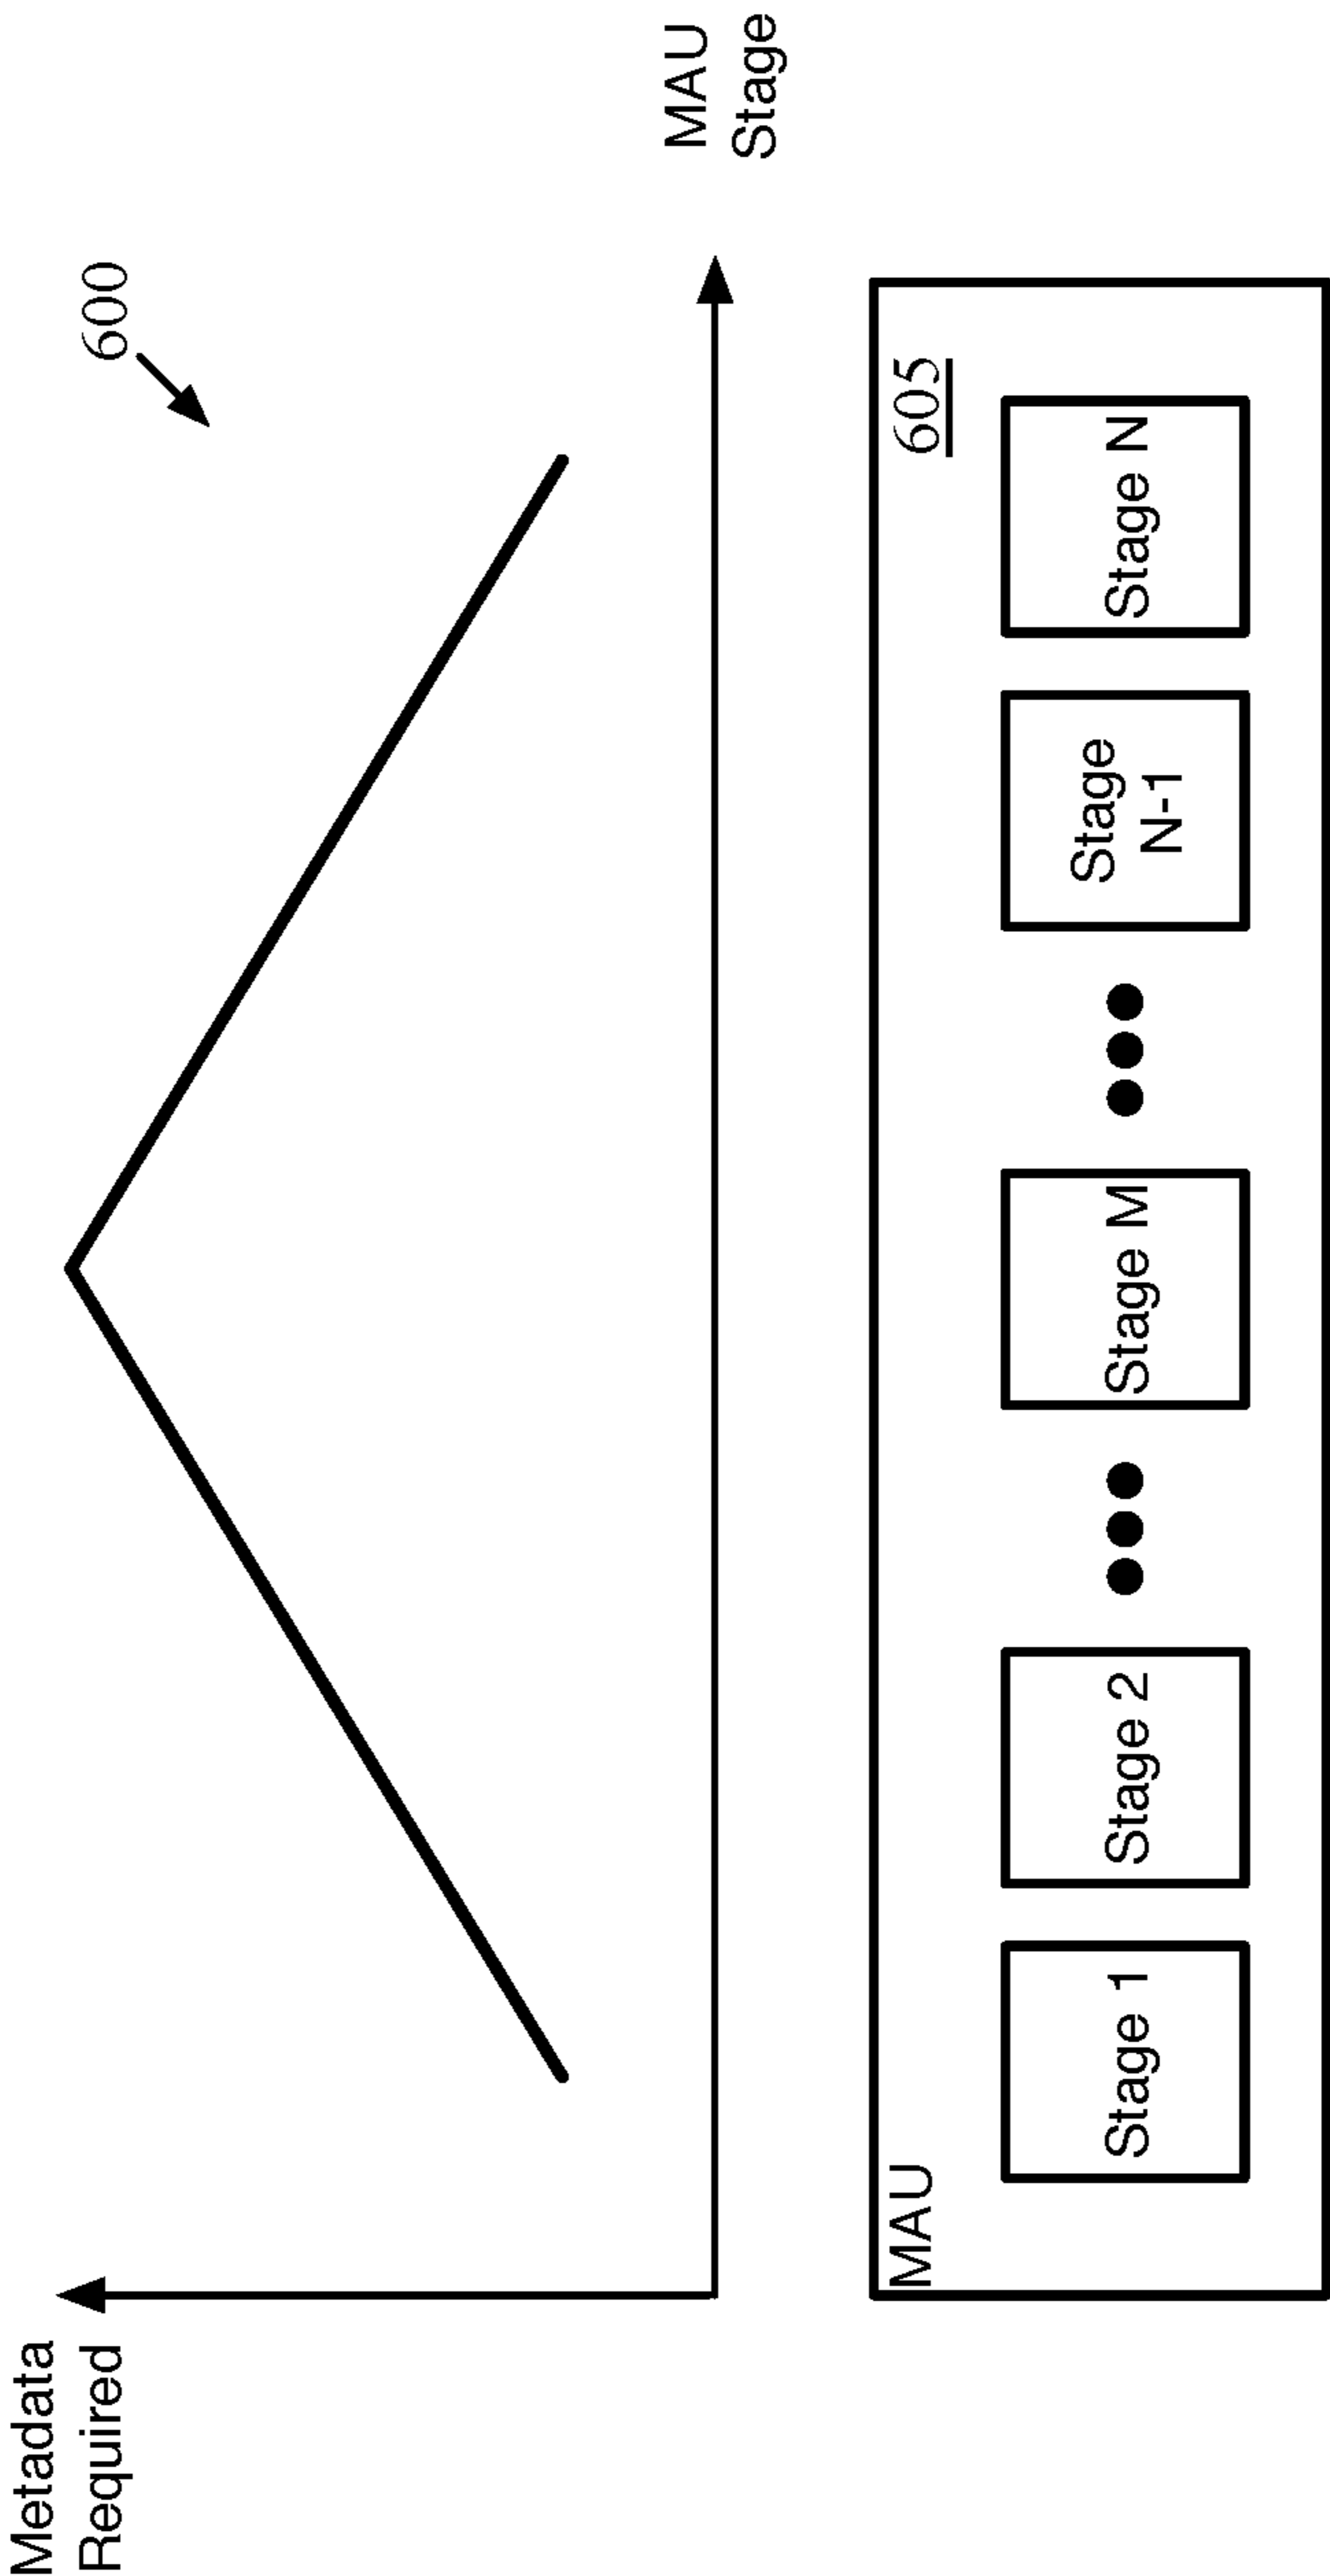 Metadata
Required
600
MAU
Stage
MAU
605
Stage 1
Stage 2
Stage M
Stage
N-1
Stage N